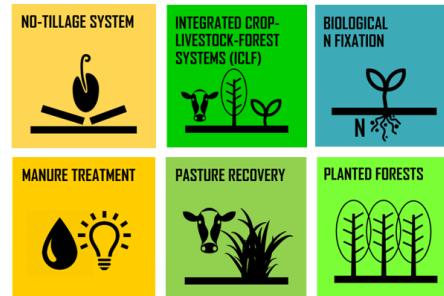 NO-TILLAGE SYSTEM
INTEGRATED CROP-
LIVESTOCK-FOREST
SYSTEMS (ICLF)
BIOLOGICAL
N FIXATION
N
MANURE TREATMENT
PASTURE RECOVERY
PLANTED FORESTS